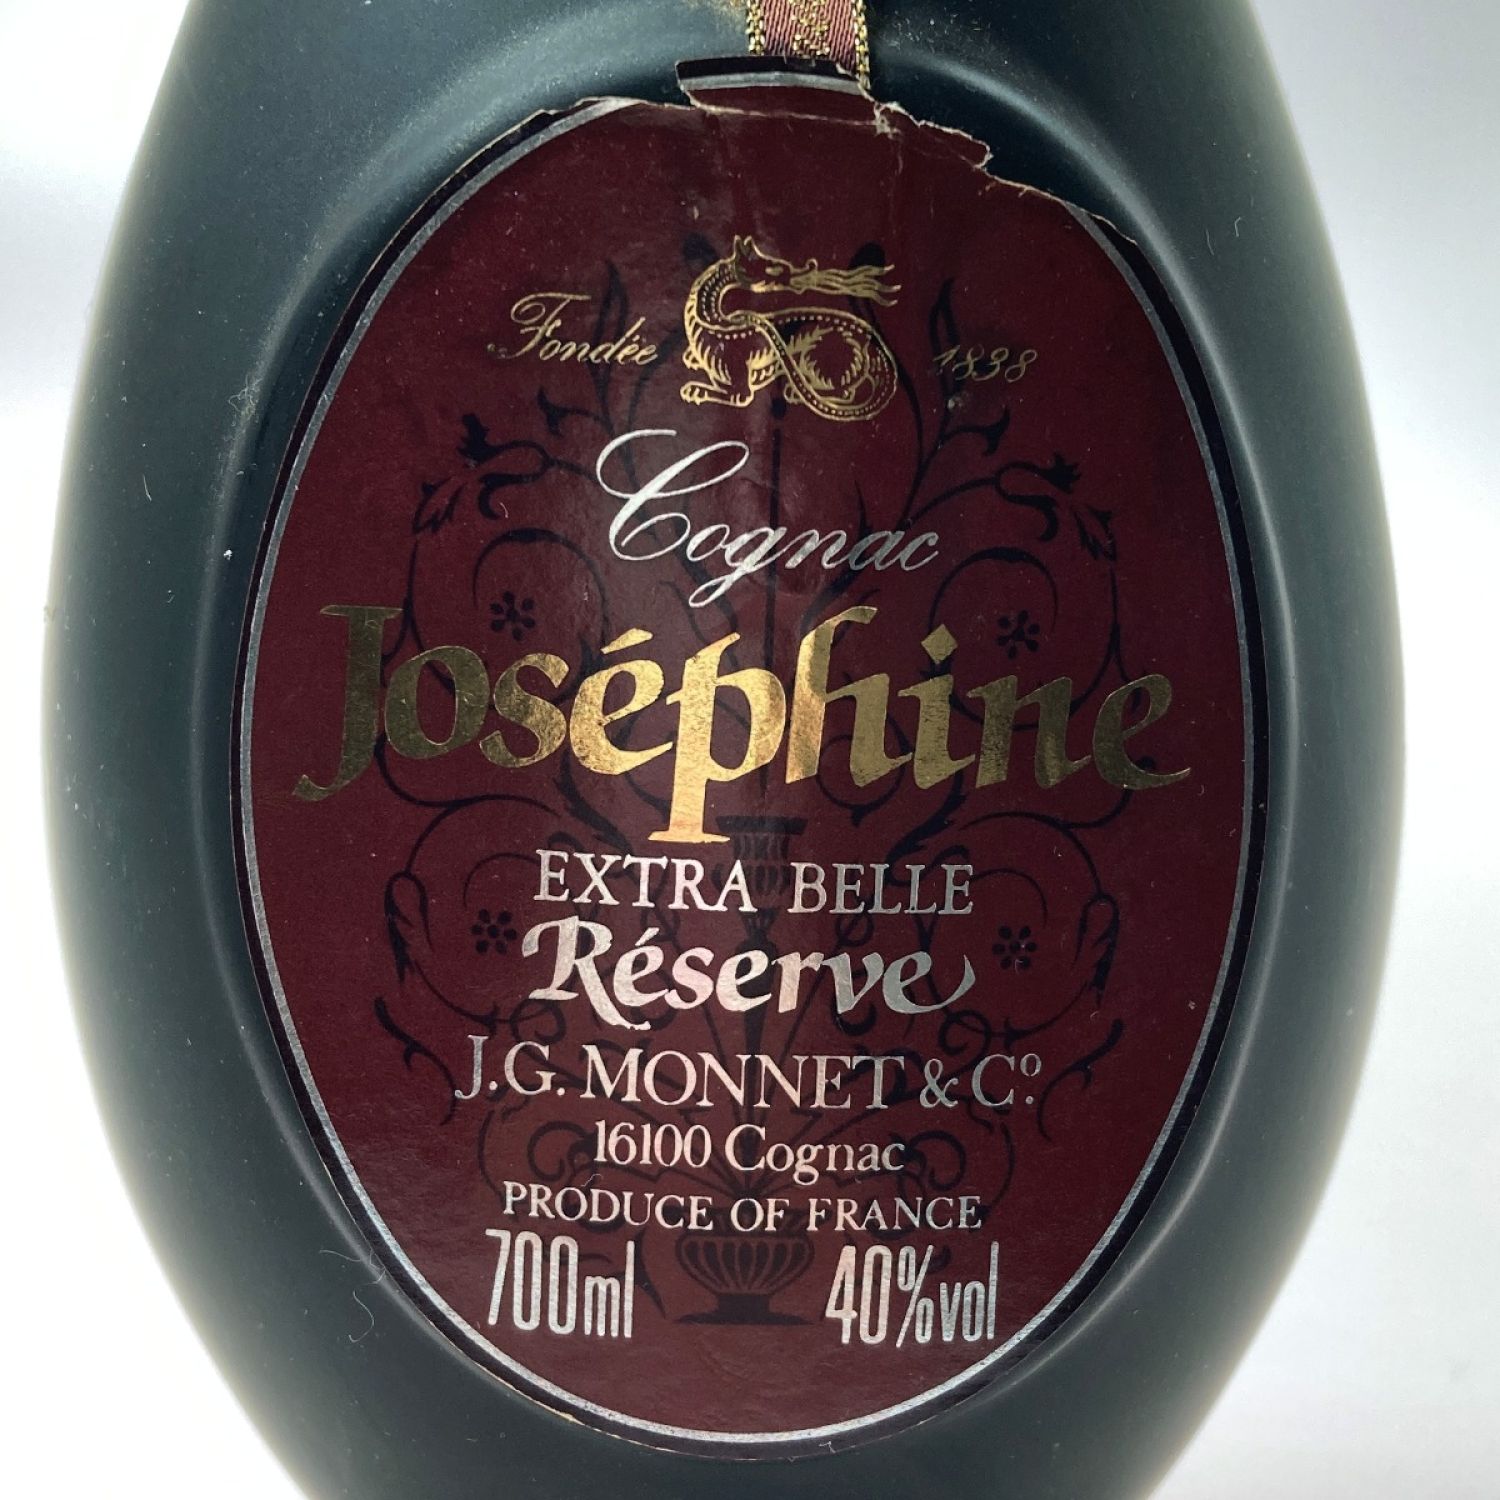 Fondée 1838
Cognac
Joséphine
EXTRA BELLE
Réserve
J.G. MONNET & Cº.
16100 Cognac
PRODUCE OF FRANCE
700ml 40%vol